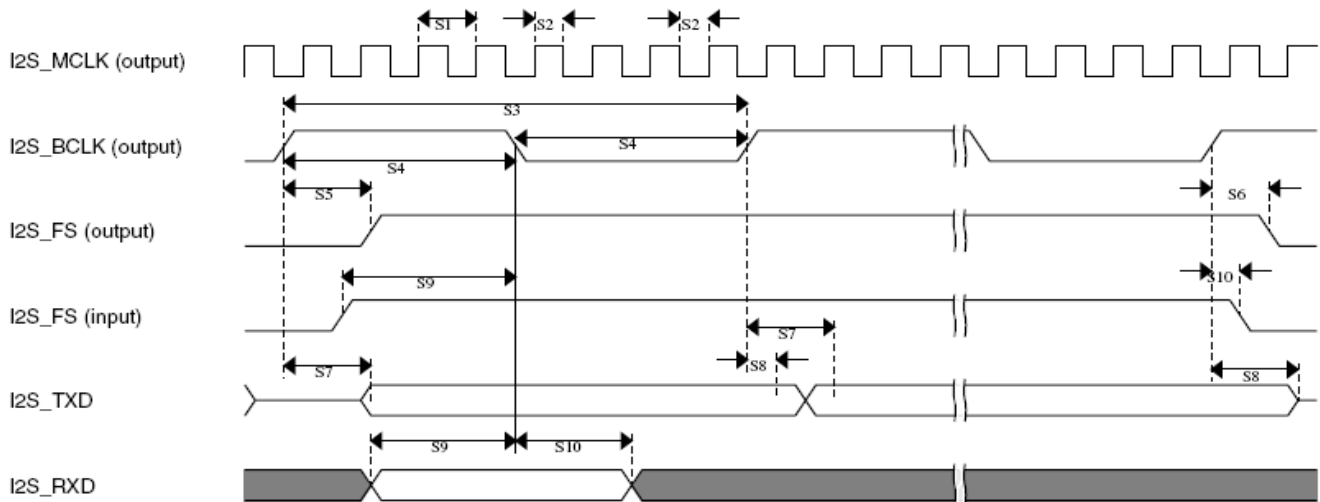 S1 S2 S2
I2S_MCLK (output)
S3
I2S_BCLK (output)
S4
S4
S5 S6
I2S_FS (output)
S9 S10
I2S_FS (input)
S7
S8
S7 S8
I2S_TXD
S9 S10
I2S_RXD